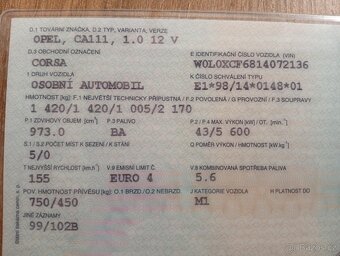 D.1 TOVÁRNÍ ZNAČKA, D.2 TYP, VARIANTA, VERZE
OPEL, CA111, 1.0 12 V
D.3 OBCHODNÍ OZNAČENÍ
E IDENTIFIKAČNÍ ČÍSLO VOZIDLA (VIN)
CORSA
W0L0XCF6814072136
1 DRUH VOZIDLA
K ČÍSLO SCHVÁLENÍ TYPU
OSOBNÍ AUTOMOBIL
E1*98/14*0148*01
HMOTNOST (kg) F.1 NEJVĚTŠÍ TECHNICKY PŘÍPUSTNÁ / F.2 POVOLENÁ / G PROVOZNÍ / F.3 SOUPRAVY
1 420/1 420/1 005/2 170
P.1 ZDVIHOVÝ OBJEM [cm³]
P.3 PALIVO
P.2 / P.4 MAX. VÝKON [kW] / OT. [min⁻¹]
973.0
BA
43/5 600
S.1 / S.2 POČET MÍST K SEZENÍ / K STÁNÍ
Q POMĚR VÝKON / HMOTNOST [kW.kg⁻¹]
5/0
T NEJVYŠŠÍ RYCHLOST [km.h⁻¹]
V.9 EMISNÍ LIMIT Č.
V.8 KOMBINOVANÁ SPOTŘEBA PALIVA
155
EURO 4
5.6
POV. HMOTNOST PŘÍVĚSU [kg] O.1 BRZD / O.2 NEBRZD
J KATEGORIE VOZIDLA
H PLATNOST DO
750/450
M1
JINÉ ZÁZNAMY
99/102B